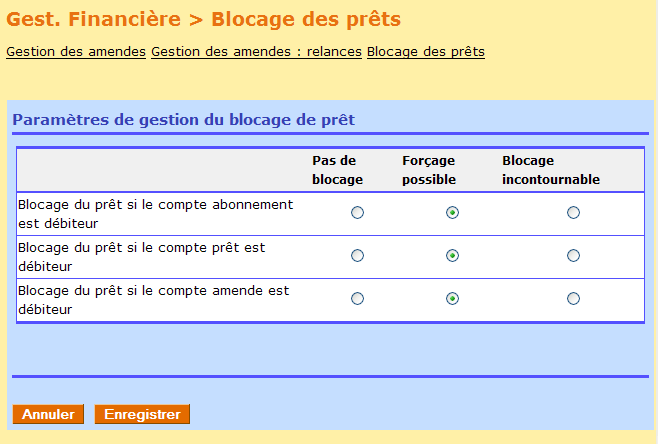 Gest. Financière > Blocage des prêts
Gestion des amendes Gestion des amendes : relances Blocage des prêts
Paramètres de gestion du blocage de prêt
Pas de blocage Forçage possible Blocage incontournable
Blocage du prêt si le compte abonnement
est débiteur
Blocage du prêt si le compte prêt est
débiteur
Blocage du prêt si le compte amende est
débiteur
Annuler Enregistrer